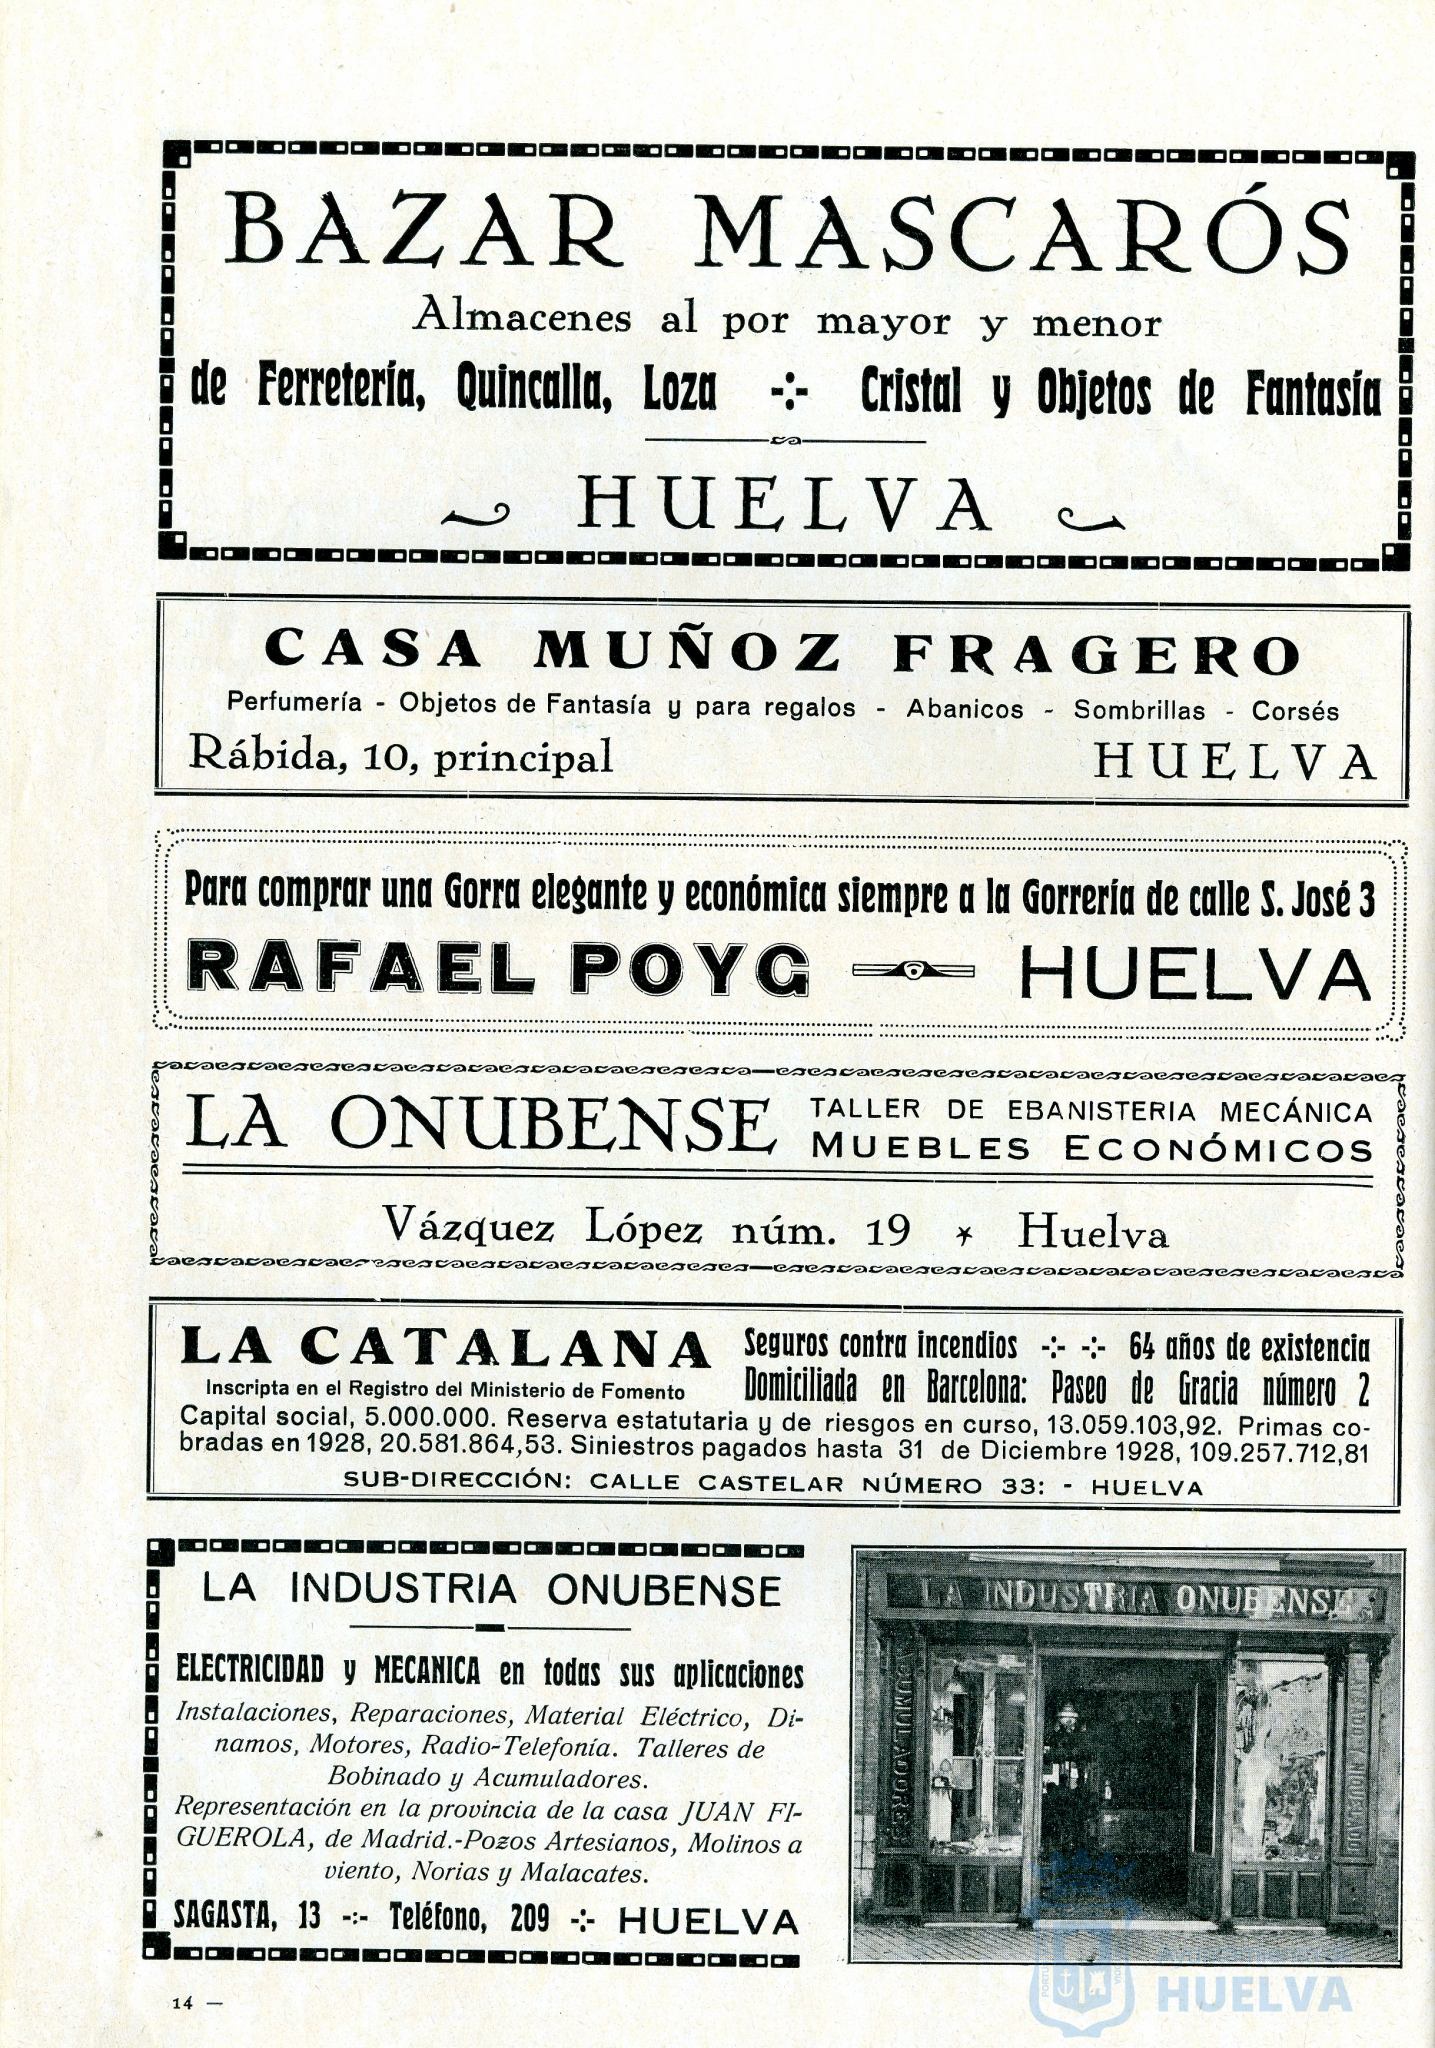 BAZAR MASCARÓS
Almacenes al por mayor y menor
de Ferretería, Quincalla, Loza -:- Cristal y Objetos de Fantasía
HUELVA
CASA MUÑOZ FRAGERO
Perfumería - Objetos de Fantasía y para regalos - Abanicos - Sombrillas - Corsés
Rábida, 10, principal HUELVA
Para comprar una Gorra elegante y económica siempre a la Gorrería de calle S. José 3
RAFAEL POYG HUELVA
LA ONUBENSE
TALLER DE EBANISTERIA MECÁNICA
MUEBLES ECONÓMICOS
Vázquez López núm. 19 * Huelva
LA CATALANA
Inscripta en el Registro del Ministerio de Fomento
Seguros contra incendios -:- -:- 64 años de existencia
Domiciliada en Barcelona: Paseo de Gracia número 2
Capital social, 5.000.000. Reserva estatutaria y de riesgos en curso, 13.059.103,92. Primas co-
bradas en 1928, 20.581.864,53. Siniestros pagados hasta 31 de Diciembre 1928, 109.257.712,81
SUB-DIRECCIÓN: CALLE CASTELAR NÚMERO 33: - HUELVA
LA INDUSTRIA ONUBENSE
ELECTRICIDAD y MECANICA en todas sus aplicaciones
Instalaciones, Reparaciones, Material Eléctrico, Di-
namos, Motores, Radio-Telefonía. Talleres de
Bobinado y Acumuladores.
Representación en la provincia de la casa JUAN FI-
GUEROLA, de Madrid.-Pozos Artesianos, Molinos a
viento, Norias y Malacates.
SAGASTA, 13 -:- Teléfono, 209 -:- HUELVA
LA INDUSTRIA ONUBENSE
ACUMULADORES
NIQUELADO
14 —
HUELVA